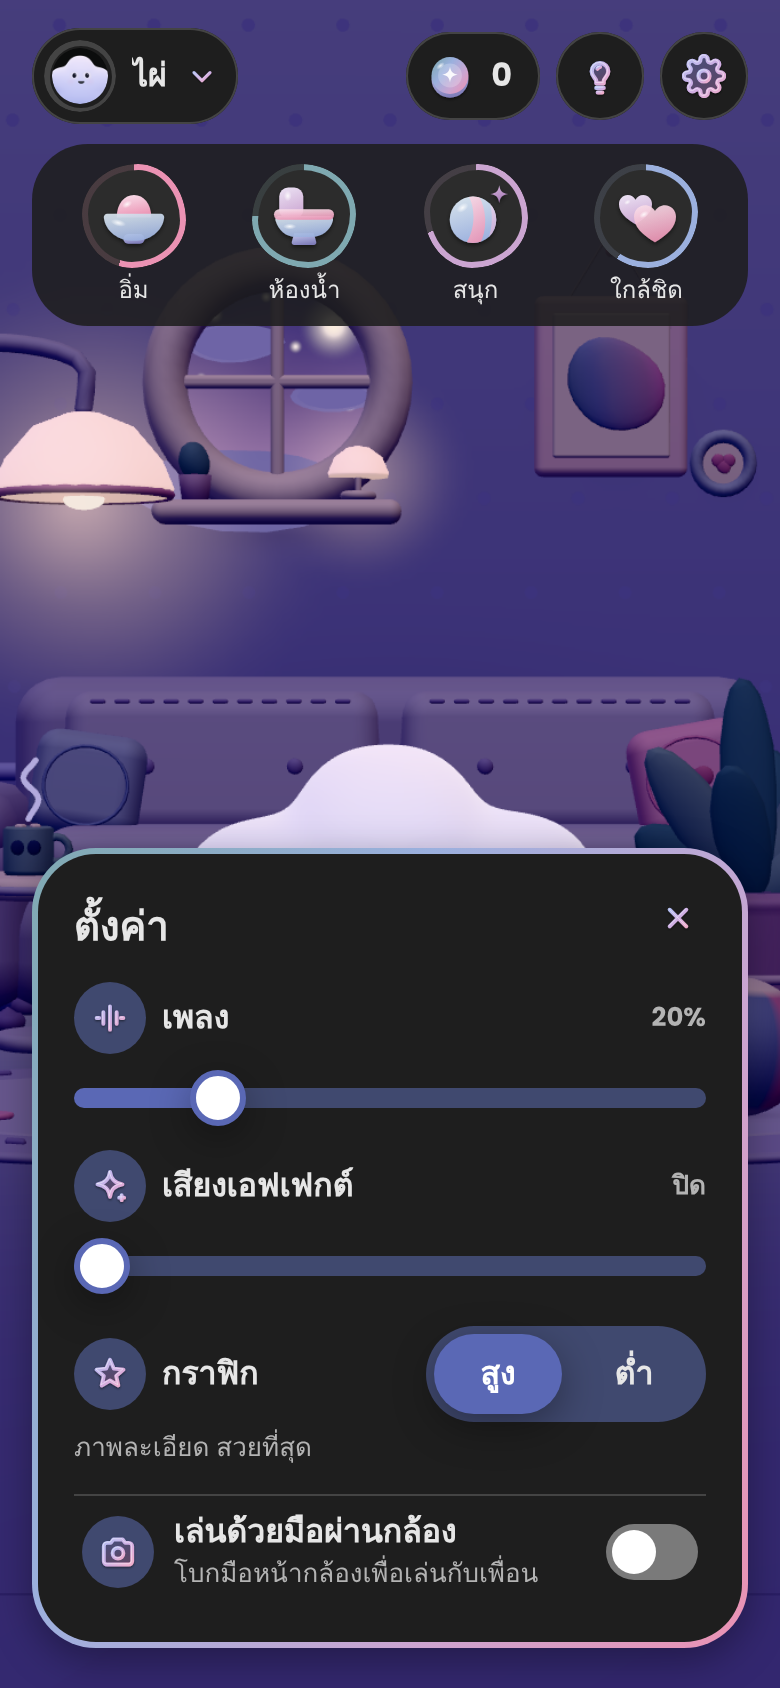 ไผ่
0
อิ่ม
ห้องน้ำ
สนุก
ใกล้ชิด
ตั้งค่า
เพลง
20%
เสียงเอฟเฟกต์
ปิด
กราฟิก
สูง
ต่ำ
ภาพละเอียด สวยที่สุด
เล่นด้วยมือผ่านกล้อง
โบกมือหน้ากล้องเพื่อเล่นกับเพื่อน